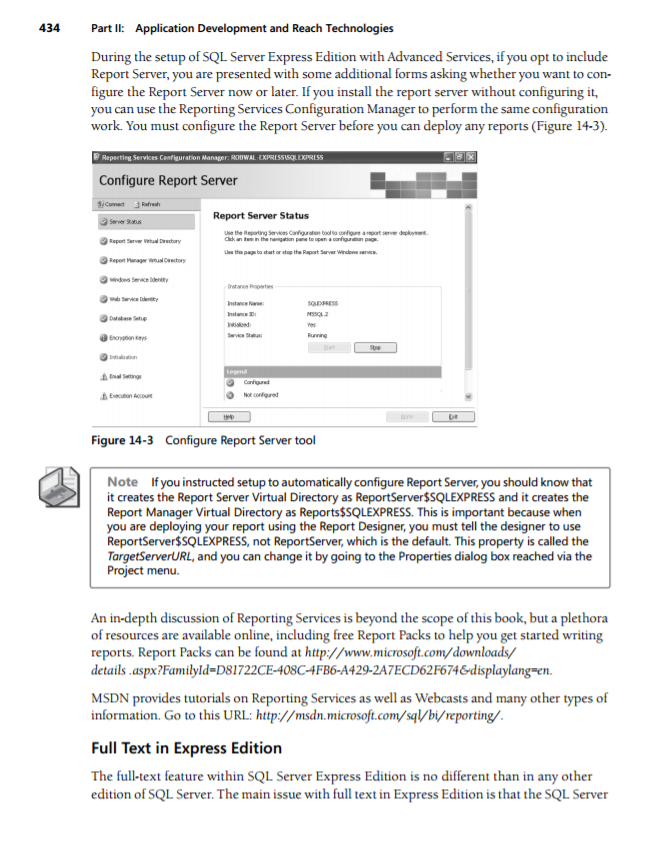 434 Part II: Application Development and Reach Technologies
During the setup of SQL Server Express Edition with Advanced Services, if you opt to include
Report Server, you are presented with some additional forms asking whether you want to con-
figure the Report Server now or later. If you install the report server without configuring it,
you can use the Reporting Services Configuration Manager to perform the same configuration
work. You must configure the Report Server before you can deploy any reports (Figure 14-3).
Reporting Services Configuration Manager: RODWAL-EXPRESS\SQLEXPRESS
Configure Report Server
Connect Refresh
Server Status
Report Server Virtual Directory
Report Manager Virtual Directory
Windows Service Identity
Web Service Identity
Database Setup
Encryption Keys
Initialization
Email Settings
Execution Account
Report Server Status
Use the Reporting Services Configuration tool to configure a report server deployment.
Click an item in the navigation pane to open a configuration page.
Use this page to start or stop the Report Server Windows service.
Instance Properties
Instance Name: SQLEXPRESS
Instance ID: MSSQL.2
Initialized: Yes
Service Status: Running
Start Stop
Legend
Configured
Not configured
Help Exit
Figure 14-3 Configure Report Server tool
Note If you instructed setup to automatically configure Report Server, you should know that
it creates the Report Server Virtual Directory as ReportServer$SQLEXPRESS and it creates the
Report Manager Virtual Directory as Reports$SQLEXPRESS. This is important because when
you are deploying your report using the Report Designer, you must tell the designer to use
ReportServer$SQLEXPRESS, not ReportServer, which is the default. This property is called the
TargetServerURL, and you can change it by going to the Properties dialog box reached via the
Project menu.
An in-depth discussion of Reporting Services is beyond the scope of this book, but a plethora
of resources are available online, including free Report Packs to help you get started writing
reports. Report Packs can be found at http://www.microsoft.com/downloads/
details .aspx?FamilyId=D81722CE-408C-4FB6-A429-2A7ECD62F674&displaylang=en.
MSDN provides tutorials on Reporting Services as well as Webcasts and many other types of
information. Go to this URL: http://msdn.microsoft.com/sql/bi/reporting/.
Full Text in Express Edition
The full-text feature within SQL Server Express Edition is no different than in any other
edition of SQL Server. The main issue with full text in Express Edition is that the SQL Server